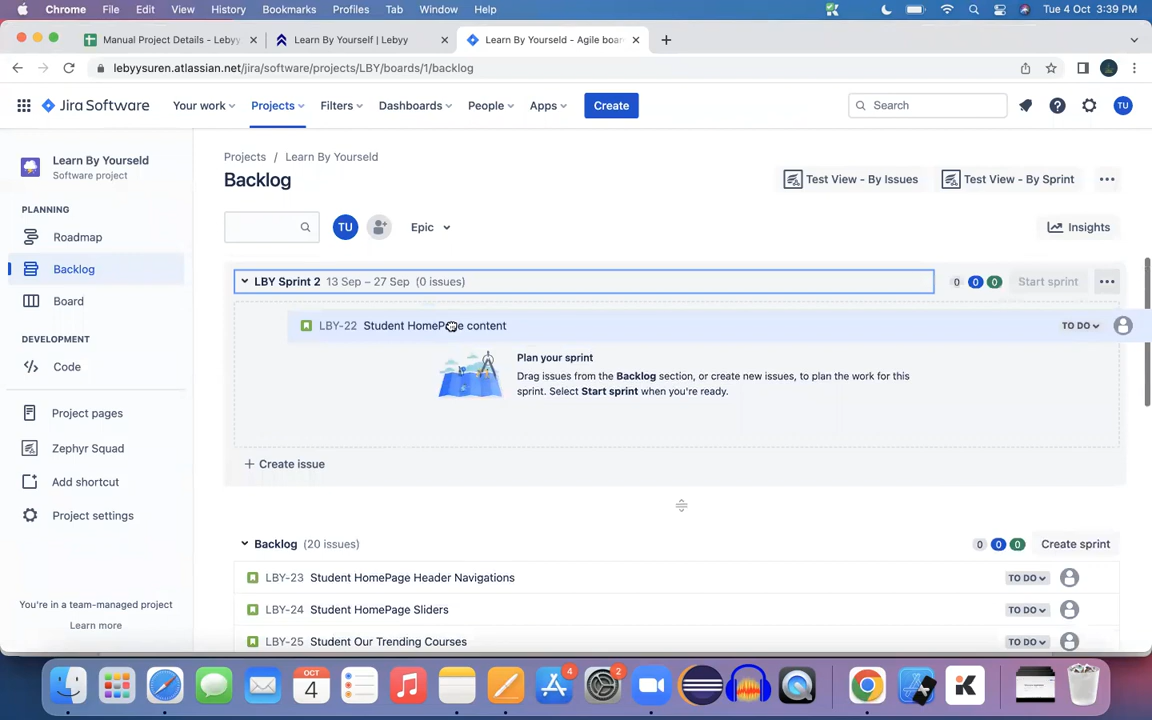 Chrome File Edit View History Bookmarks Profiles Tab Window Help Tue 4 Oct 3:39 PM
Manual Project Details - Lebyy Learn By Yourself | Lebyy Learn By Yourseld - Agile boar
lebyysuren.atlassian.net/jira/software/projects/LBY/boards/1/backlog
Jira Software Your work Projects Filters Dashboards People Apps Create Search TU
Learn By Yourseld
Software project
PLANNING
Roadmap
Backlog
Board
DEVELOPMENT
Code
Project pages
Zephyr Squad
Add shortcut
Project settings
You're in a team-managed project
Learn more
Projects / Learn By Yourseld
Backlog
Test View - By Issues Test View - By Sprint
TU Epic Insights
LBY Sprint 2 13 Sep – 27 Sep (0 issues) 0 0 0 Start sprint
LBY-22 Student HomePage content TO DO
Plan your sprint
Drag issues from the Backlog section, or create new issues, to plan the work for this
sprint. Select Start sprint when you're ready.
+ Create issue
Backlog (20 issues) 0 0 0 Create sprint
LBY-23 Student HomePage Header Navigations TO DO
LBY-24 Student HomePage Sliders TO DO
LBY-25 Student Our Trending Courses TO DO
OCT
4
4
2